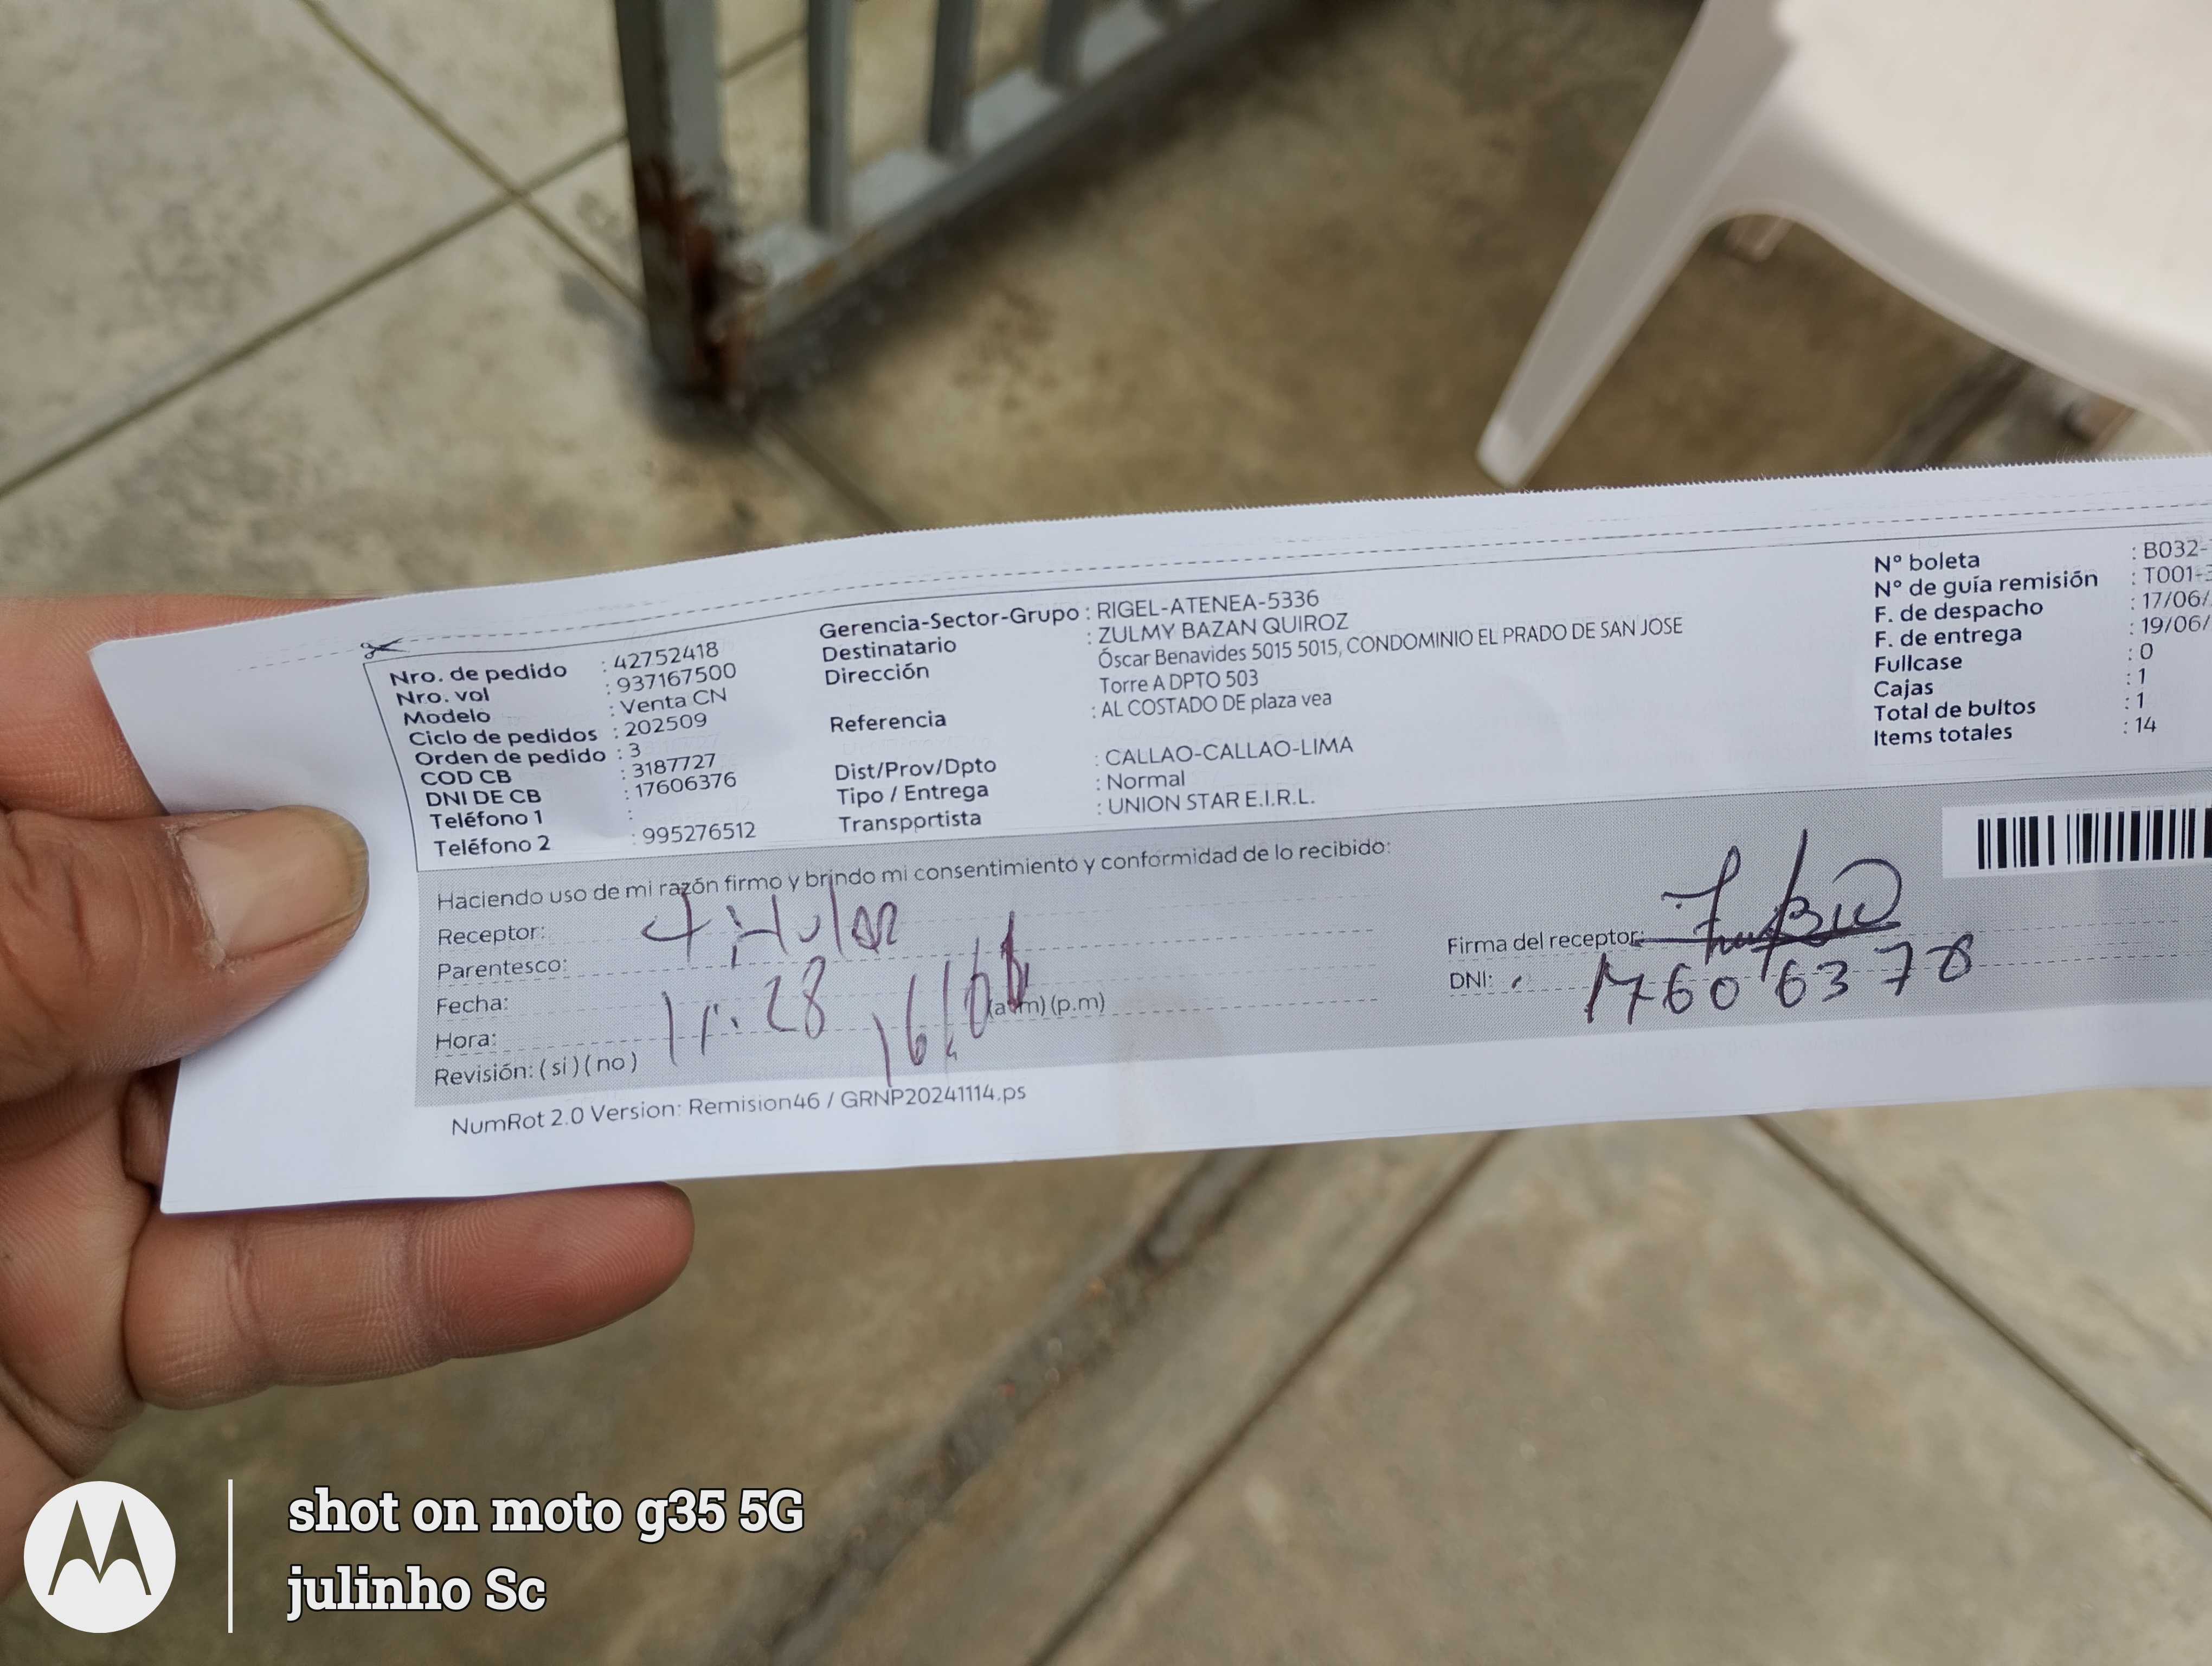 Nro. de pedido : 42752418
Nro. vol : 937167500
Modelo : Venta CN
Ciclo de pedidos : 202509
Orden de pedido : 3
COD CB : 3187727
DNI DE CB : 17606376
Teléfono 1 :
Teléfono 2 : 995276512
Gerencia-Sector-Grupo : RIGEL-ATENEA-5336
Destinatario : ZULMY BAZAN QUIROZ
Dirección Óscar Benavides 5015 5015, CONDOMINIO EL PRADO DE SAN JOSE
Torre A DPTO 503
Referencia : AL COSTADO DE plaza vea
Dist/Prov/Dpto : CALLAO-CALLAO-LIMA
Tipo / Entrega : Normal
Transportista : UNION STAR E.I.R.L.
Nº boleta : B032-
Nº de guía remisión : T001-3
F. de despacho : 17/06/
F. de entrega : 19/06/
Fullcase : 0
Cajas : 1
Total de bultos : 1
Items totales : 14
Haciendo uso de mi razón firmo y brindo mi consentimiento y conformidad de lo recibido:
Receptor: Titular
Parentesco:
Fecha:
Hora: 11:28 (a.m) (p.m)
Revisión: ( si ) ( no )
Firma del receptor:
DNI: 17606378
NumRot 2.0 Version: Remision46 / GRNP20241114.ps
shot on moto g35 5G
julinho Sc